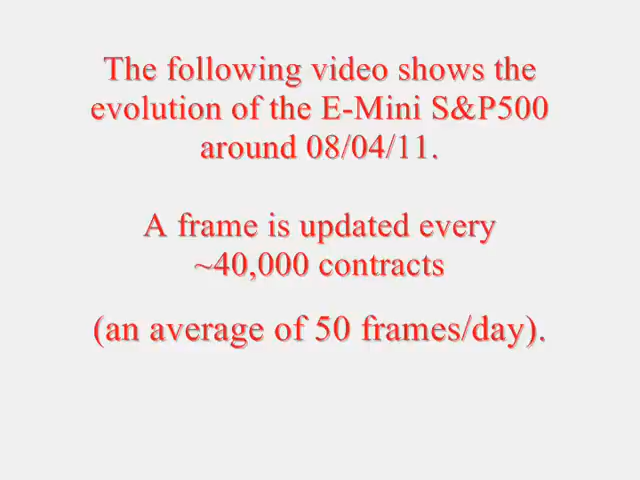 The following video shows the
evolution of the E-Mini S&P500
around 08/04/11.
A frame is updated every
~40,000 contracts
(an average of 50 frames/day).